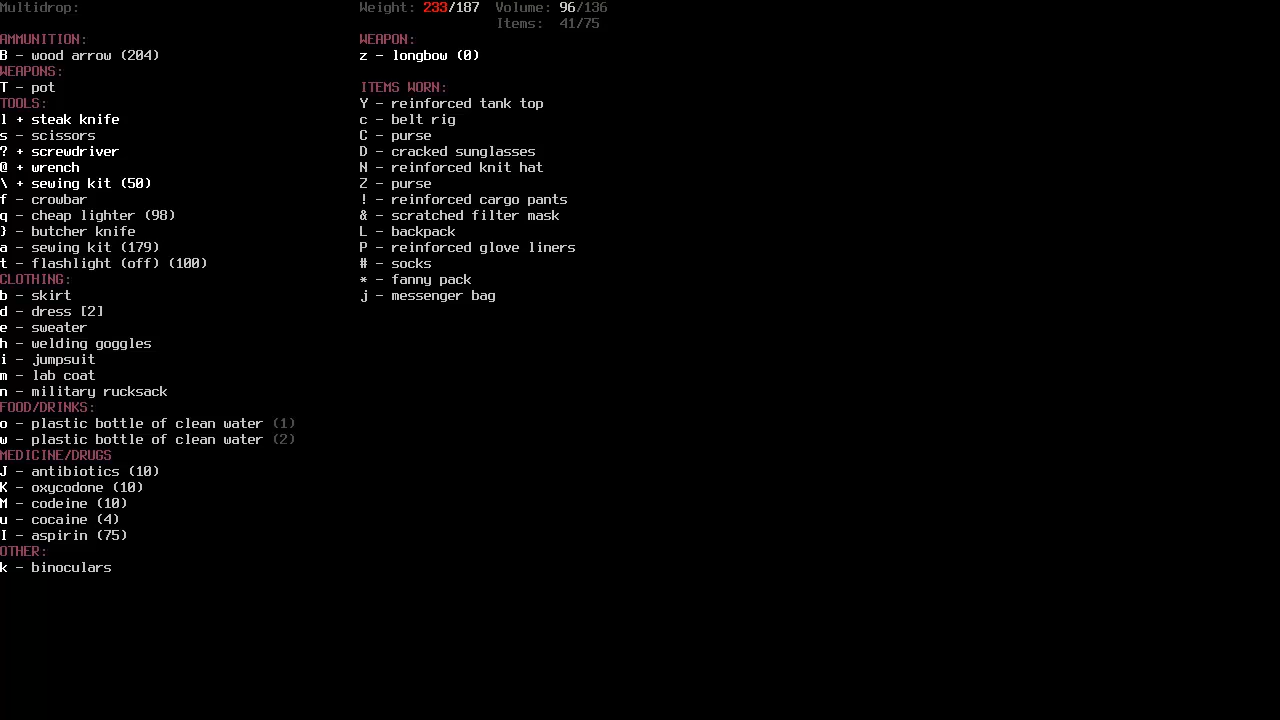 Multidrop: Weight: 233/187 Volume: 96/136
Items: 41/75
AMMUNITION: WEAPON:
B - wood arrow (204) z - longbow (0)
WEAPONS:
T - pot ITEMS WORN:
TOOLS: Y - reinforced tank top
l + steak knife c - belt rig
s - scissors C - purse
? + screwdriver D - cracked sunglasses
@ + wrench N - reinforced knit hat
\ + sewing kit (50) Z - purse
f - crowbar ! - reinforced cargo pants
q - cheap lighter (98) & - scratched filter mask
} - butcher knife L - backpack
a - sewing kit (179) P - reinforced glove liners
t - flashlight (off) (100) # - socks
CLOTHING: * - fanny pack
b - skirt j - messenger bag
d - dress [2]
e - sweater
h - welding goggles
i - jumpsuit
m - lab coat
n - military rucksack
FOOD/DRINKS:
o - plastic bottle of clean water (1)
w - plastic bottle of clean water (2)
MEDICINE/DRUGS
J - antibiotics (10)
K - oxycodone (10)
M - codeine (10)
u - cocaine (4)
I - aspirin (75)
OTHER:
k - binoculars